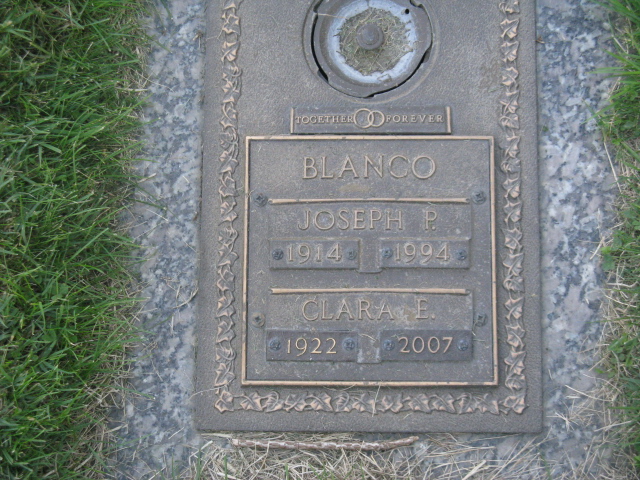 TOGETHER FOREVER
BLANCO
JOSEPH P.
1914 1994
CLARA E.
1922 2007